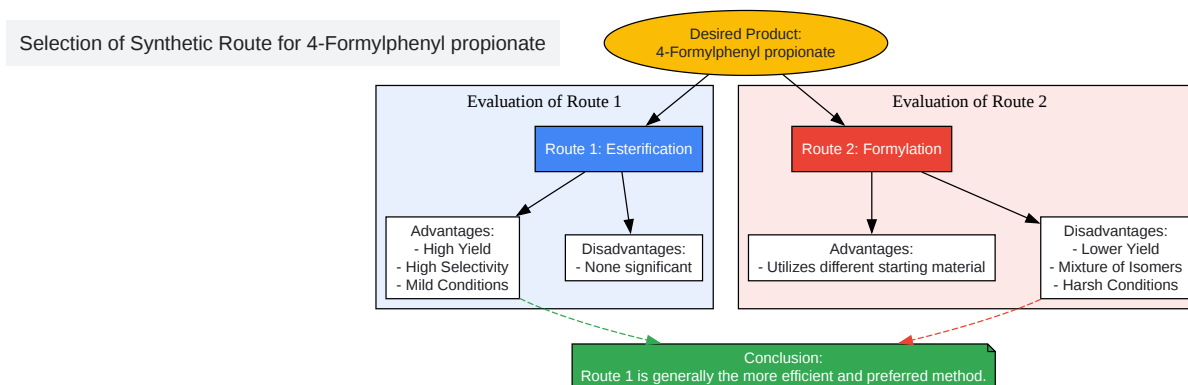 Selection of Synthetic Route for 4-Formylphenyl propionate
Desired Product:
4-Formylphenyl propionate
Evaluation of Route 1
Evaluation of Route 2
Route 1: Esterification
Route 2: Formylation
Advantages:
- High Yield
- High Selectivity
- Mild Conditions
Disadvantages:
- None significant
Advantages:
- Utilizes different starting material
Disadvantages:
- Lower Yield
- Mixture of Isomers
- Harsh Conditions
Conclusion:
Route 1 is generally the more efficient and preferred method.